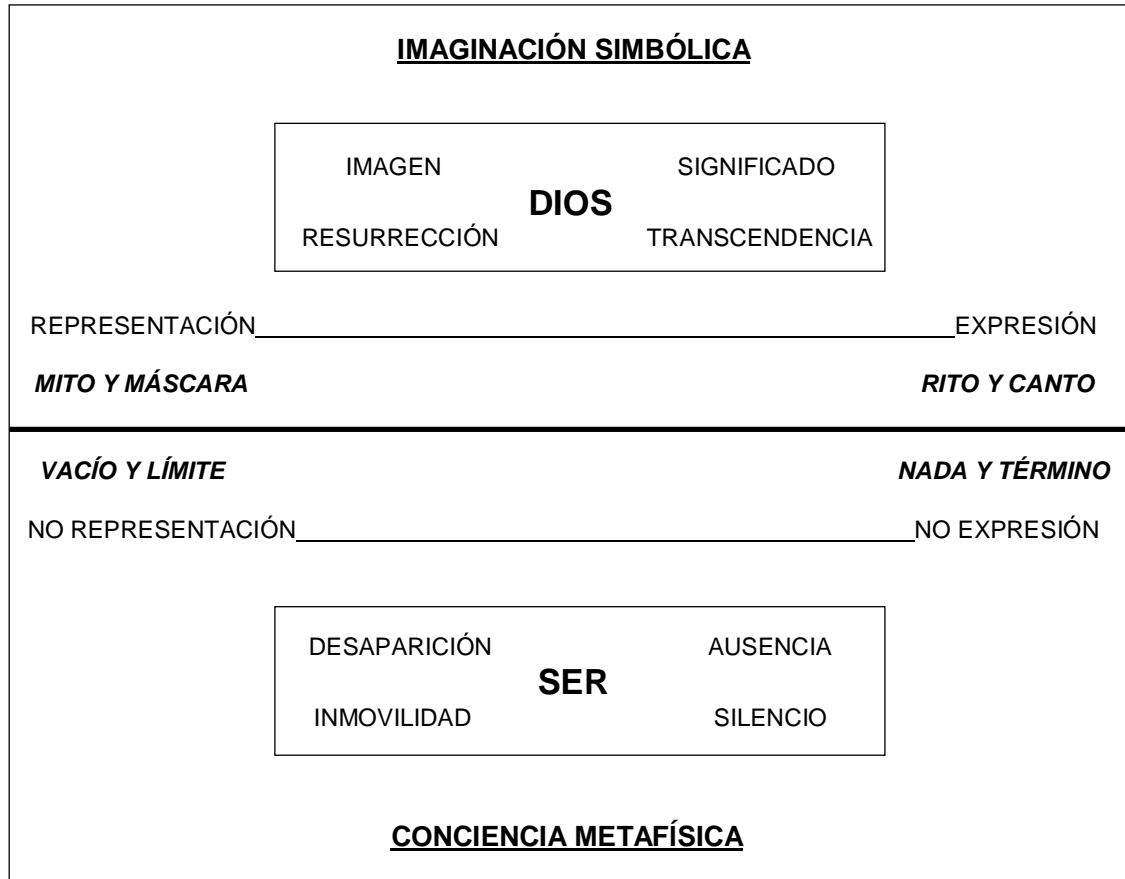 IMAGINACIÓN SIMBÓLICA
IMAGEN SIGNIFICADO
DIOS
RESURRECCIÓN TRANSCENDENCIA
REPRESENTACIÓN EXPRESIÓN
MITO Y MÁSCARA RITO Y CANTO
VACÍO Y LÍMITE NADA Y TÉRMINO
NO REPRESENTACIÓN NO EXPRESIÓN
DESAPARICIÓN AUSENCIA
SER
INMOVILIDAD SILENCIO
CONCIENCIA METAFÍSICA